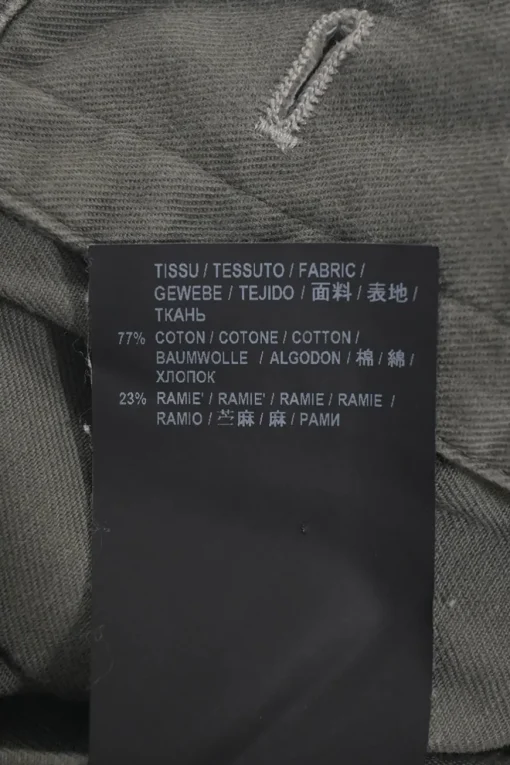 TISSU / TESSUTO / FABRIC /
GEWEBE / TEJIDO / 面料 / 表地 /
ТКАНЬ
77% COTON / COTONE / COTTON /
BAUMWOLLE / ALGODON / 棉 / 綿 /
ХЛОПОК
23% RAMIE' / RAMIE' / RAMIE / RAMIE /
RAMIO / 苎麻 / 麻 / РАМИ